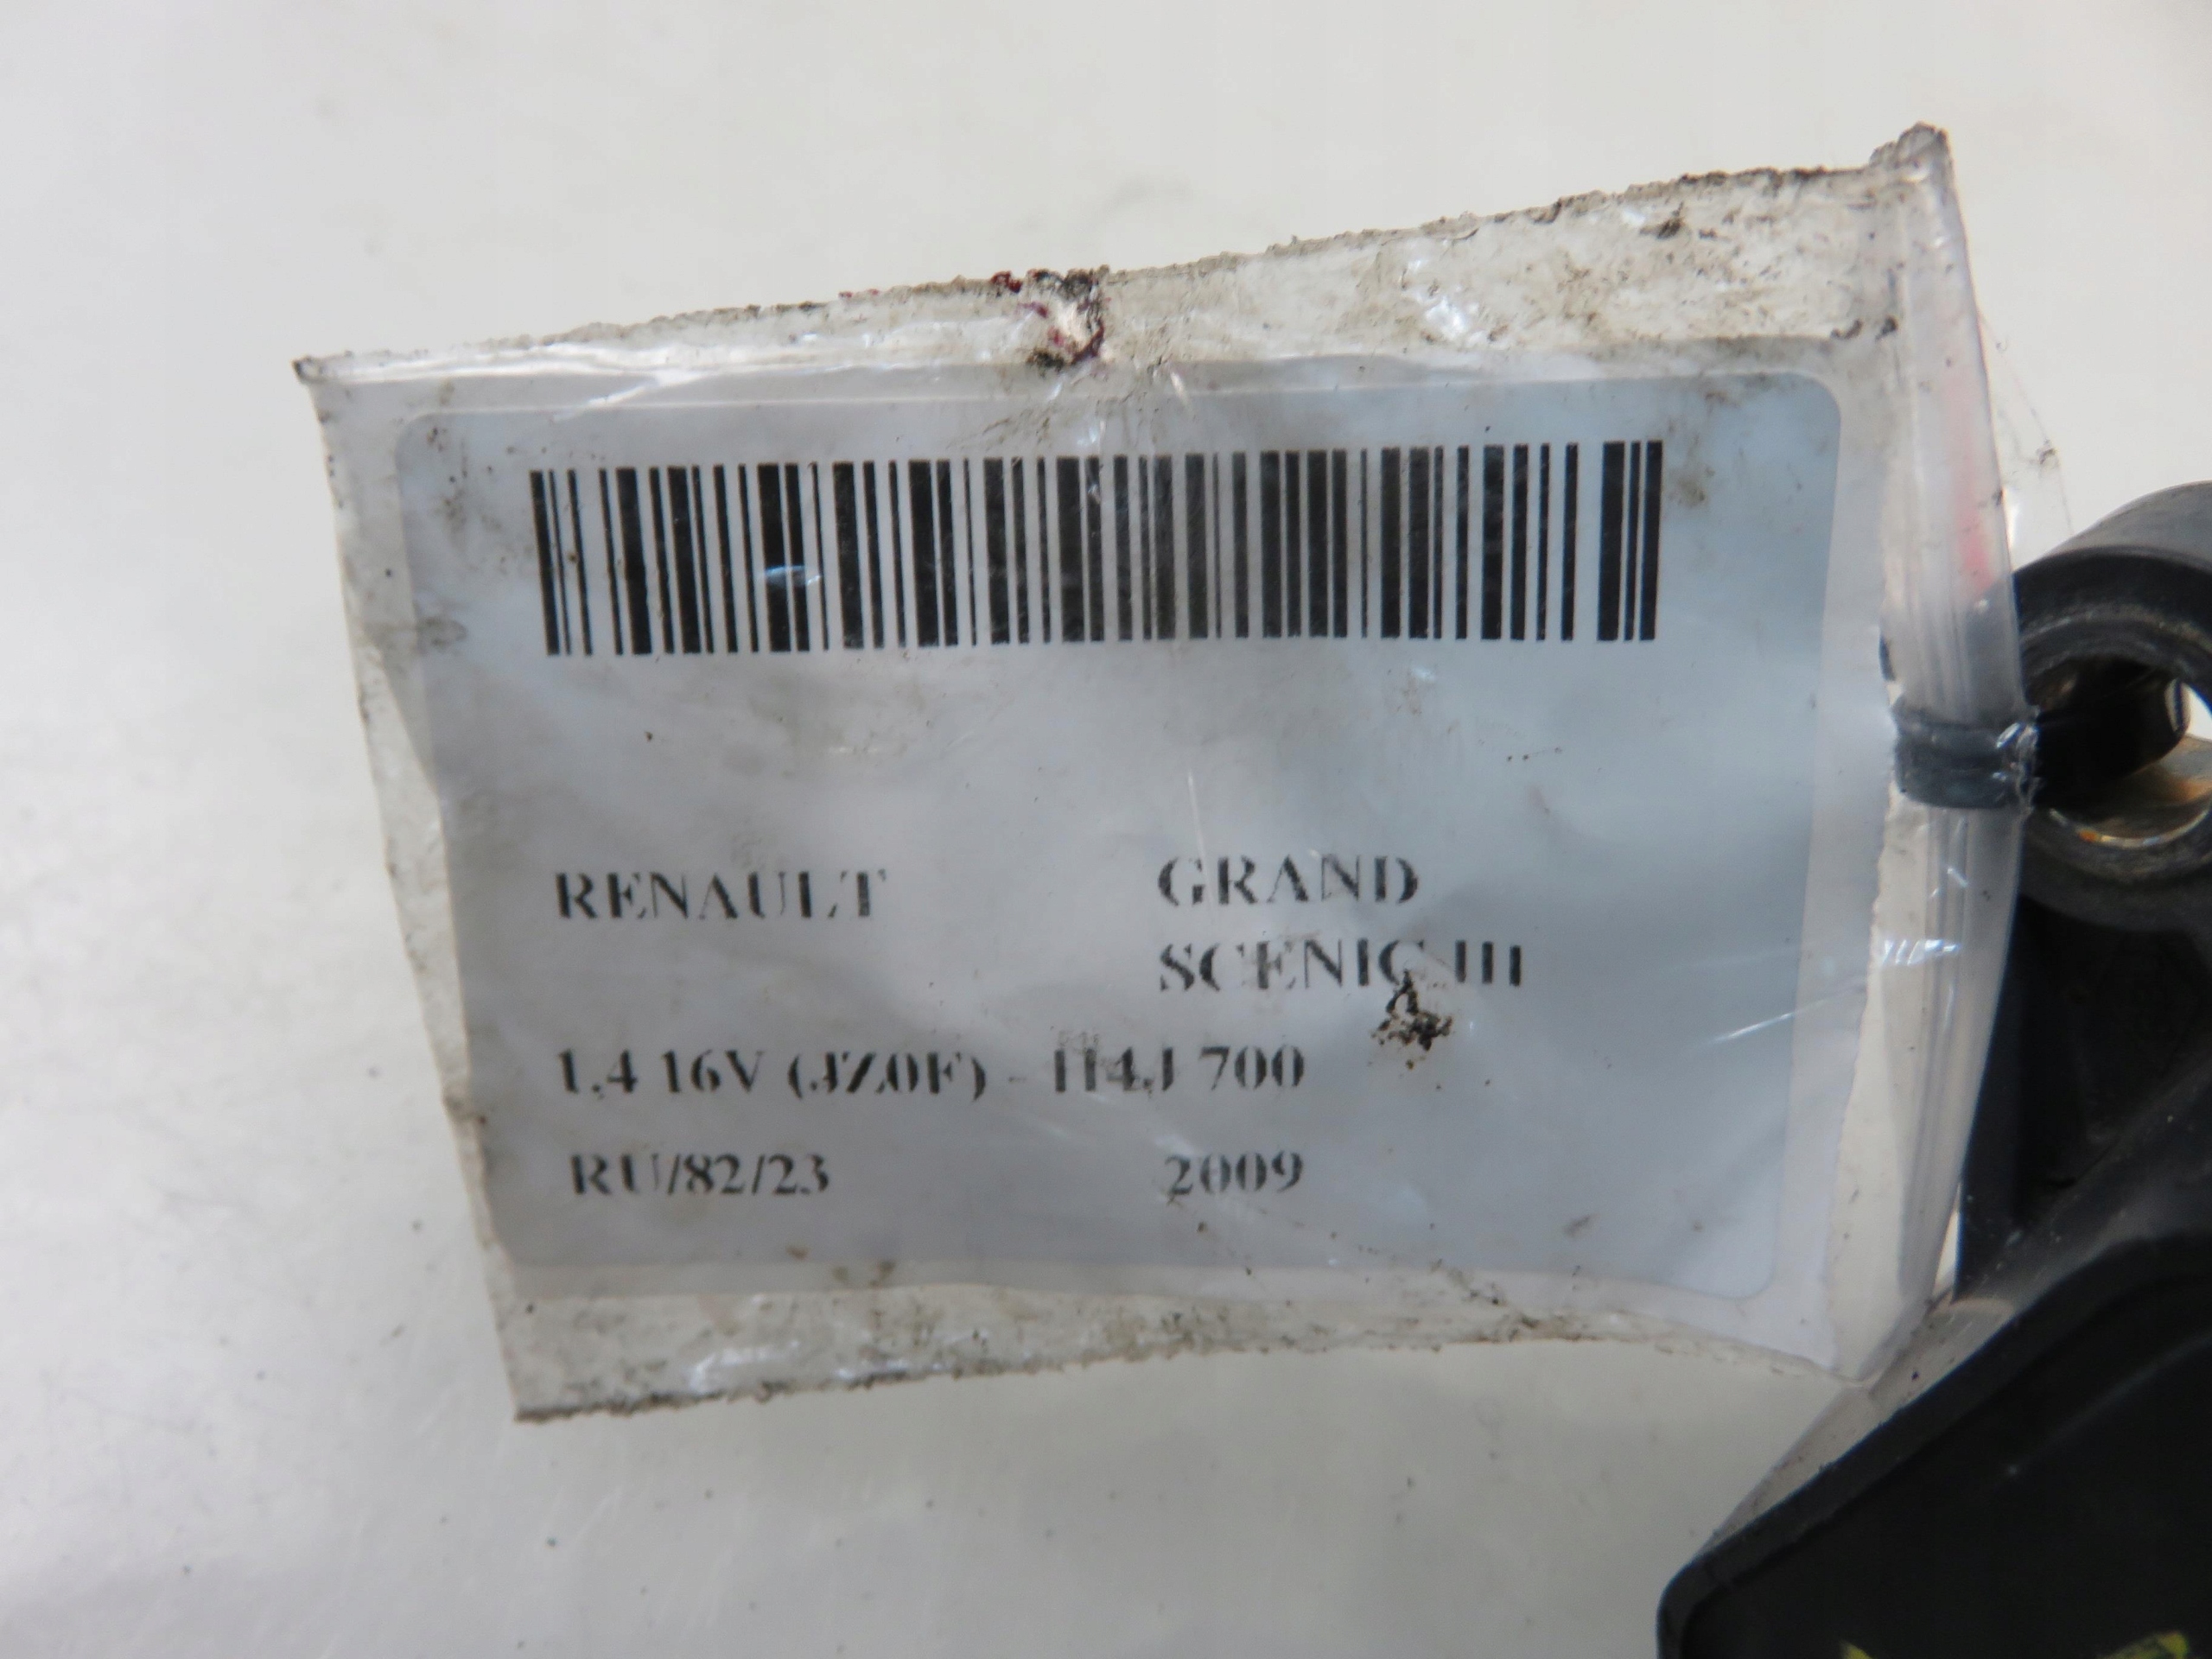 RENAULT GRAND
SCENIC III
1.4 16V (JZ0F) - H4J 700
RU/82/23 2009